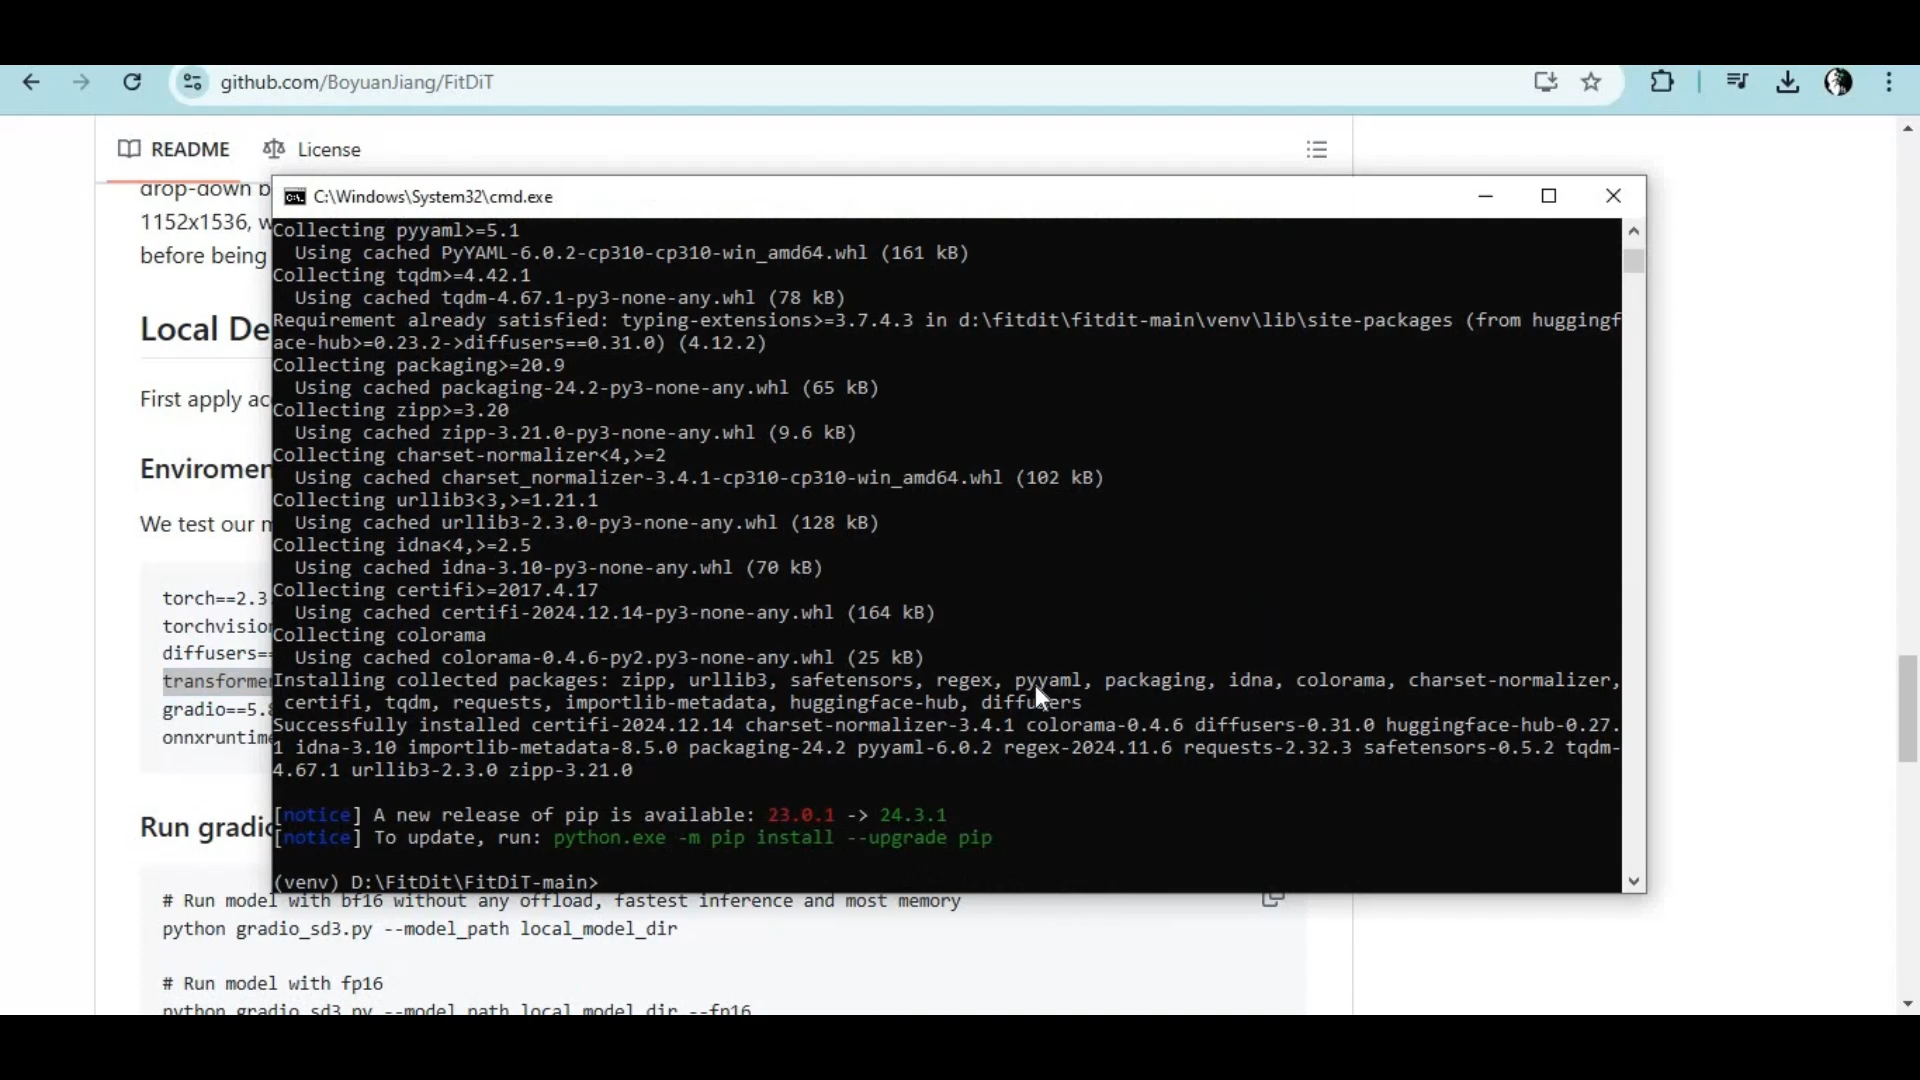 github.com/BoyuanJiang/FitDiT
README
License
drop-down b
1152x1536, w
before being
Local De
First apply ac
Enviromen
We test our m
torch==2.3
torchvision
diffusers==
transformer
gradio==5.8
onnxruntime
Run gradio
C:\Windows\System32\cmd.exe
Collecting pyyaml>=5.1
Using cached PyYAML-6.0.2-cp310-cp310-win_amd64.whl (161 kB)
Collecting tqdm>=4.42.1
Using cached tqdm-4.67.1-py3-none-any.whl (78 kB)
Requirement already satisfied: typing-extensions>=3.7.4.3 in d:\fitdit\fitdit-main\venv\lib\site-packages (from huggingf
ace-hub>=0.23.2->diffusers==0.31.0) (4.12.2)
Collecting packaging>=20.9
Using cached packaging-24.2-py3-none-any.whl (65 kB)
Collecting zipp>=3.20
Using cached zipp-3.21.0-py3-none-any.whl (9.6 kB)
Collecting charset-normalizer<4,>=2
Using cached charset_normalizer-3.4.1-cp310-cp310-win_amd64.whl (102 kB)
Collecting urllib3<3,>=1.21.1
Using cached urllib3-2.3.0-py3-none-any.whl (128 kB)
Collecting idna<4,>=2.5
Using cached idna-3.10-py3-none-any.whl (70 kB)
Collecting certifi>=2017.4.17
Using cached certifi-2024.12.14-py3-none-any.whl (164 kB)
Collecting colorama
Using cached colorama-0.4.6-py2.py3-none-any.whl (25 kB)
Installing collected packages: zipp, urllib3, safetensors, regex, pyyaml, packaging, idna, colorama, charset-normalizer,
certifi, tqdm, requests, importlib-metadata, huggingface-hub, diffusers
Successfully installed certifi-2024.12.14 charset-normalizer-3.4.1 colorama-0.4.6 diffusers-0.31.0 huggingface-hub-0.27.
1 idna-3.10 importlib-metadata-8.5.0 packaging-24.2 pyyaml-6.0.2 regex-2024.11.6 requests-2.32.3 safetensors-0.5.2 tqdm-
4.67.1 urllib3-2.3.0 zipp-3.21.0
[notice] A new release of pip is available: 23.0.1 -> 24.3.1
[notice] To update, run: python.exe -m pip install --upgrade pip
(venv) D:\FitDit\FitDiT-main>
# Run model with bf16 without any offload, fastest inference and most memory
python gradio_sd3.py --model_path local_model_dir
# Run model with fp16
python gradio_sd3.py --model_path local_model_dir --fp16